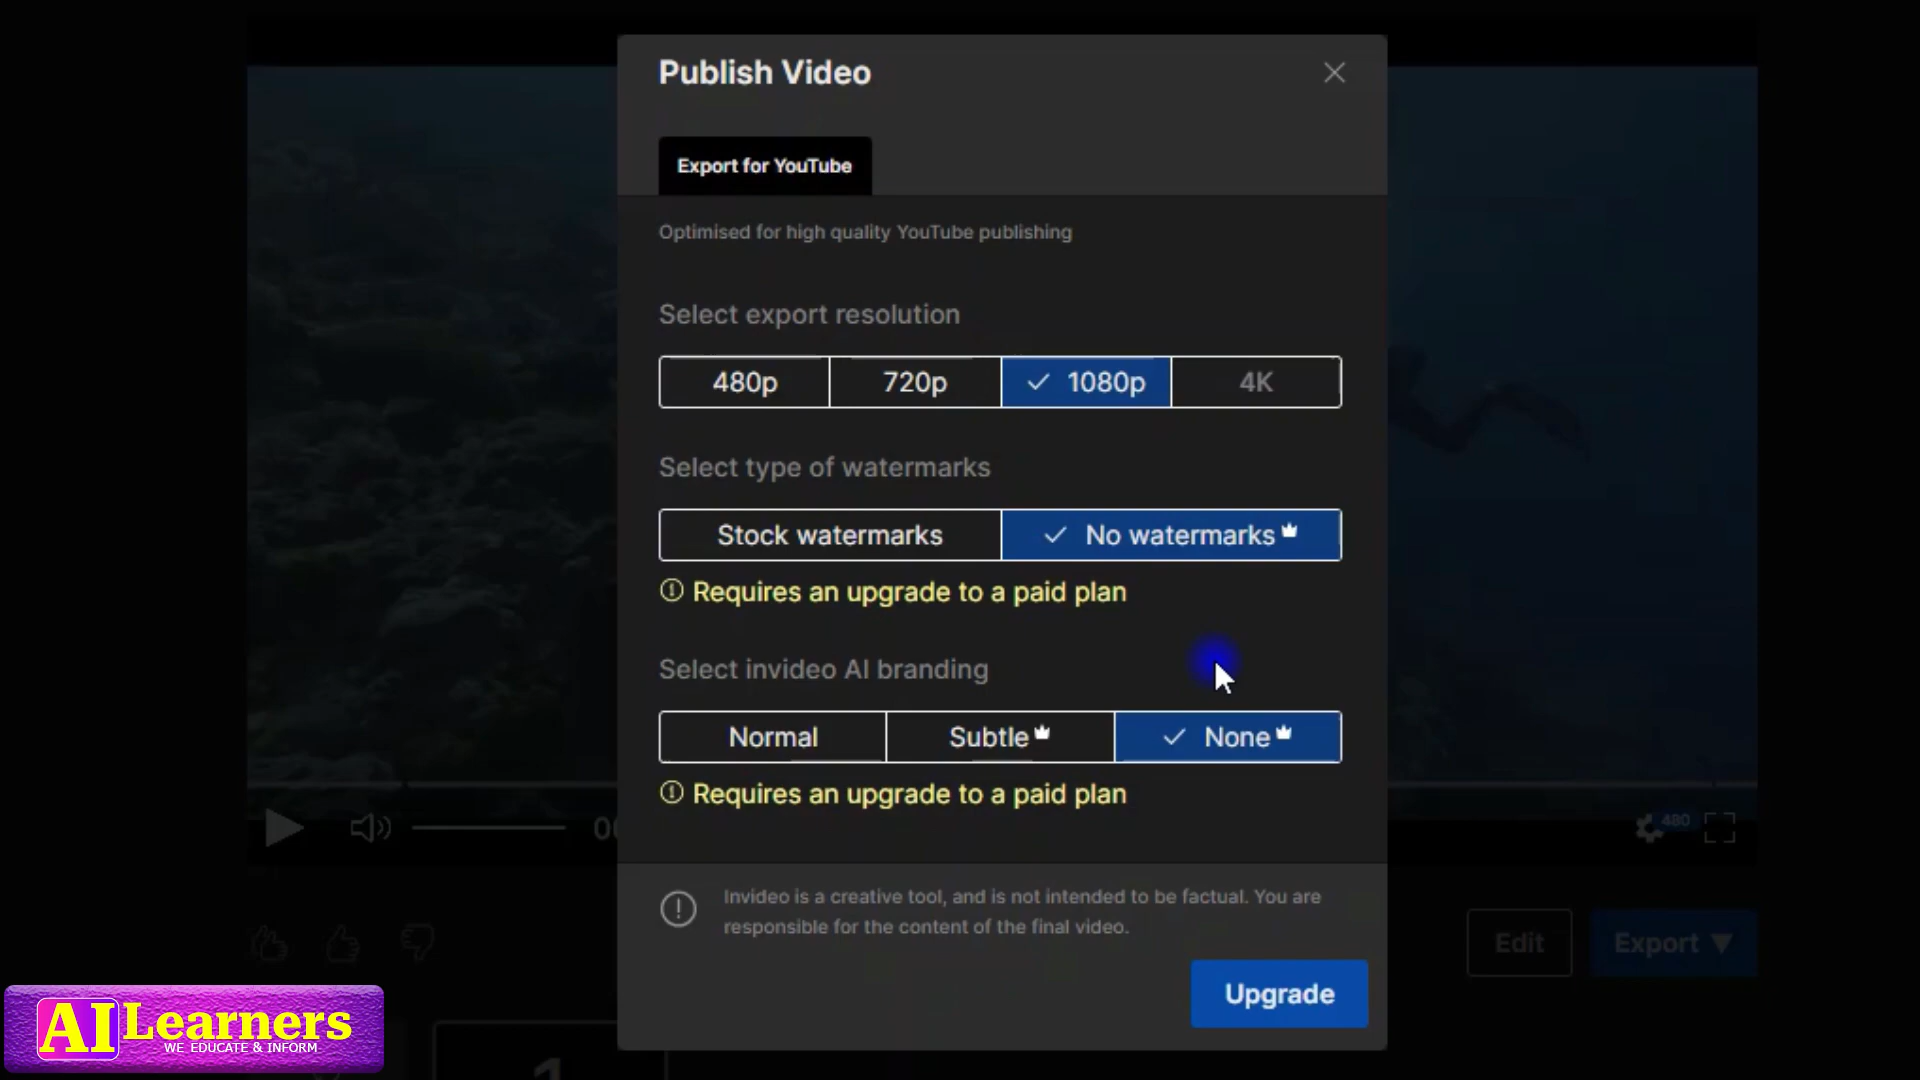 Publish Video
Export for YouTube
Optimised for high quality YouTube publishing
Select export resolution
480p
720p
1080p
4K
Select type of watermarks
Stock watermarks
No watermarks
Requires an upgrade to a paid plan
Select invideo AI branding
Normal
Subtle
None
Requires an upgrade to a paid plan
480
Invideo is a creative tool, and is not intended to be factual. You are
responsible for the content of the final video.
Edit
Export
Upgrade
AI Learners
WE EDUCATE & INFORM